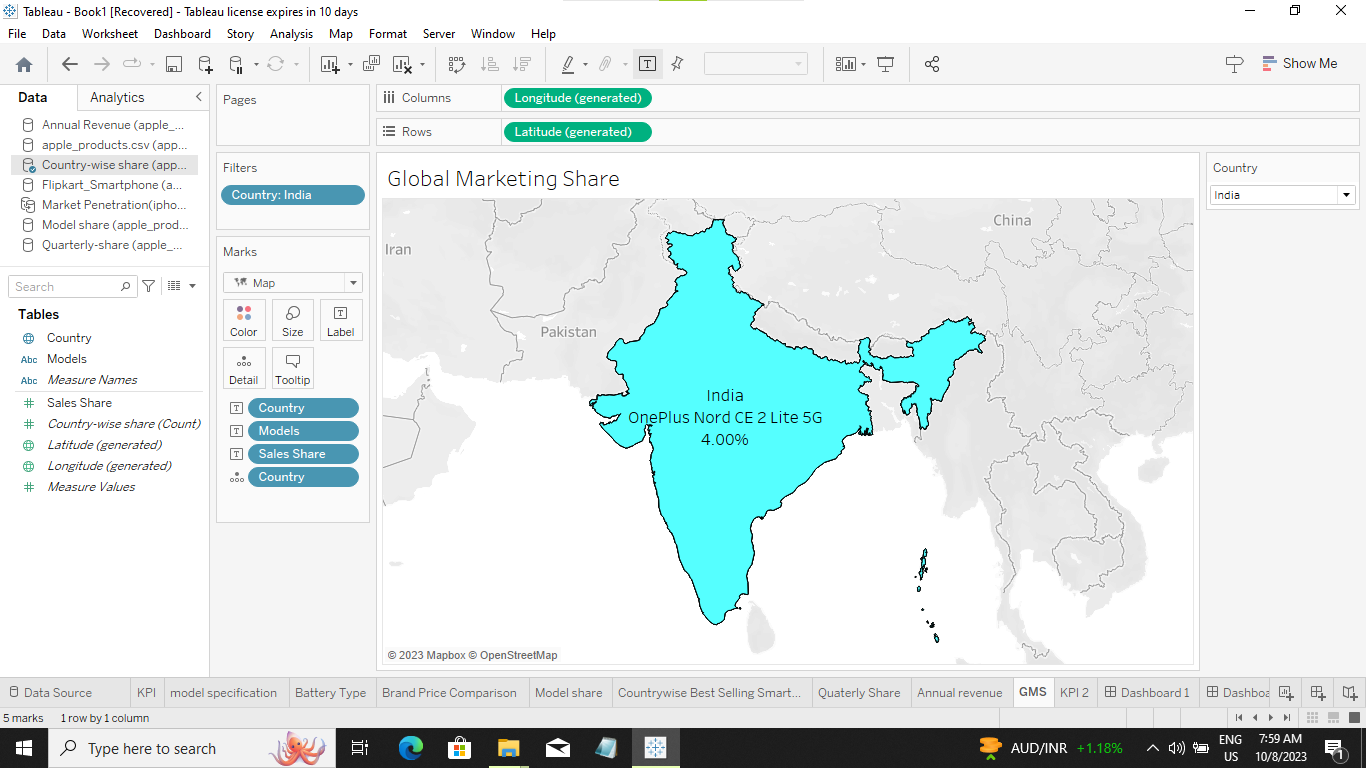 Tableau - Book1 [Recovered] - Tableau license expires in 10 days
File Data Worksheet Dashboard Story Analysis Map Format Server Window Help
Show Me
Data Analytics
Annual Revenue (apple_...
apple_products.csv (app...
Country-wise share (app...
Flipkart_Smartphone (a...
Market Penetration(ipho...
Model share (apple_prod...
Quarterly-share (apple_...
Search
Tables
Country
Abc Models
Abc Measure Names
Sales Share
Country-wise share (Count)
Latitude (generated)
Longitude (generated)
Measure Values
Pages
Filters
Country: India
Marks
Map
Color Size Label
Detail Tooltip
Country
Models
Sales Share
Country
Columns Longitude (generated)
Rows Latitude (generated)
Global Marketing Share
Iran
China
Pakistan
India
OnePlus Nord CE 2 Lite 5G
4.00%
© 2023 Mapbox © OpenStreetMap
Country
India
Data Source KPI model specification Battery Type Brand Price Comparison Model share Countrywise Best Selling Smart... Quaterly Share Annual revenue GMS KPI 2 Dashboard 1 Dashboa
5 marks 1 row by 1 column
Type here to search
AUD/INR +1.18%
ENG
US
7:59 AM
10/8/2023
1